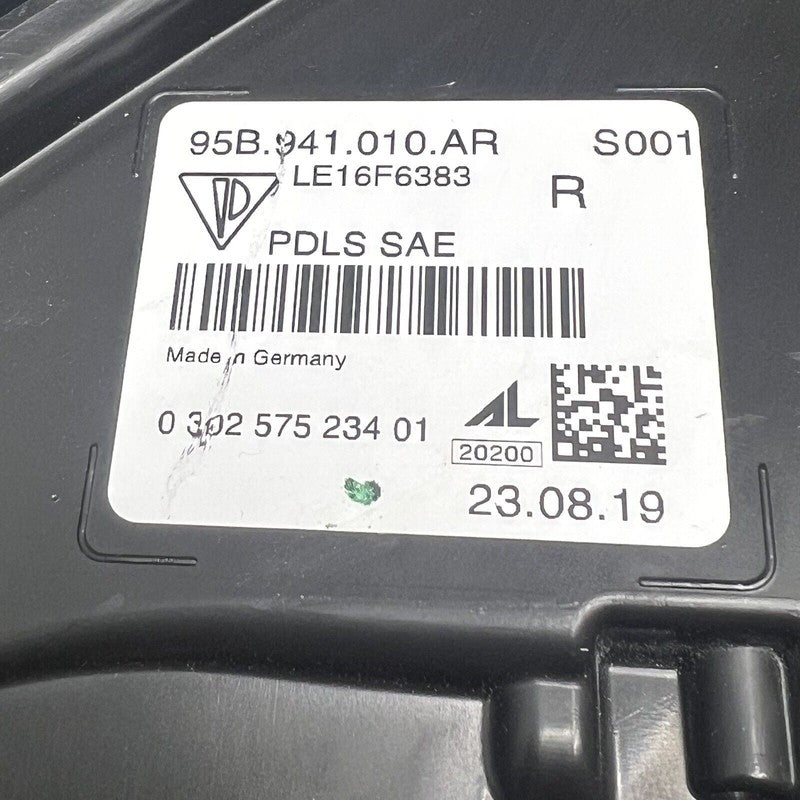 95B.941.010.AR S001
LE16F6383 R
PDLS SAE
Made in Germany
0 302 575 234 01 AL
20200
23.08.19